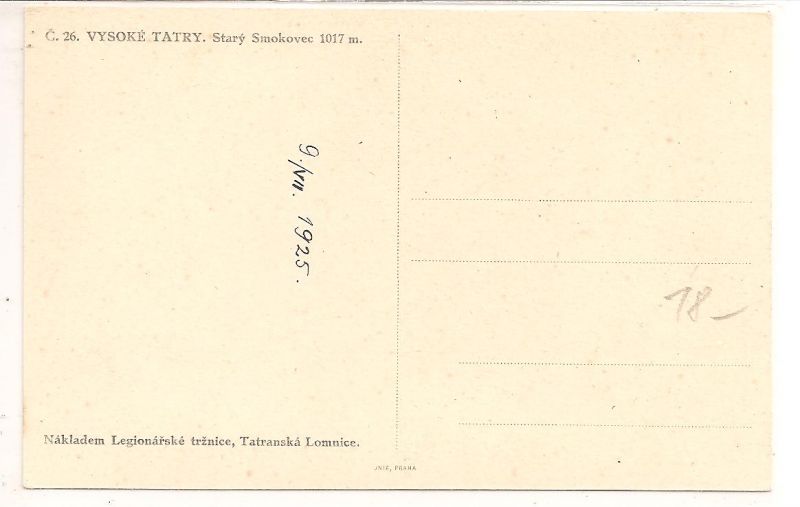 Č. 26. VYSOKÉ TATRY. Starý Smokovec 1017 m.
9./VII. 1925.
18–
Nákladem Legionářské tržnice, Tatranská Lomnice.
UNIE, PRAHA